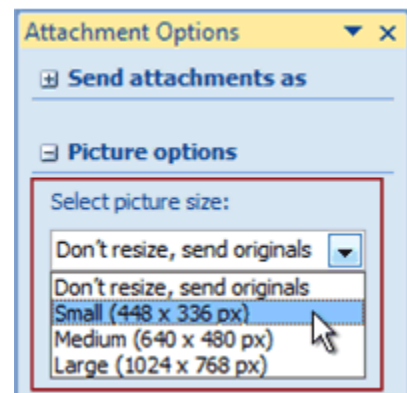 Attachment Options
Send attachments as
Picture options
Select picture size:
Don't resize, send originals
Don't resize, send originals
Small (448 x 336 px)
Medium (640 x 480 px)
Large (1024 x 768 px)